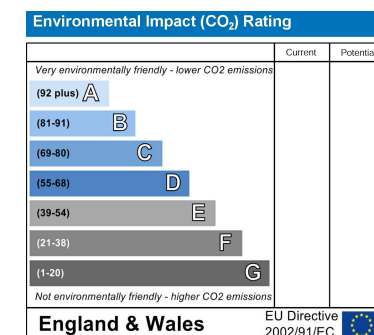 Environmental Impact (CO₂) Rating
Current Potential
Very environmentally friendly - lower CO2 emissions
(92 plus) A
(81-91) B
(69-80) C
(55-68) D
(39-54) E
(21-38) F
(1-20) G
Not environmentally friendly - higher CO2 emissions
England & Wales
EU Directive
2002/91/EC